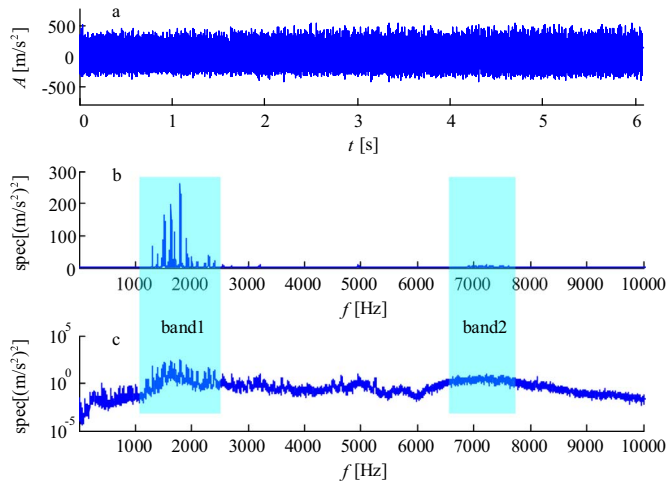 a
A [m/s²]
500
0
-500
0 1 2 3 4 5 6
t [s]
b
spec[(m/s²)²]
300
200
100
0
1000 2000 3000 4000 5000 6000 7000 8000 9000 10000
f [Hz]
band1 band2
c
spec[(m/s²)²]
10⁵
10⁰
10⁻⁵
1000 2000 3000 4000 5000 6000 7000 8000 9000 10000
f [Hz]